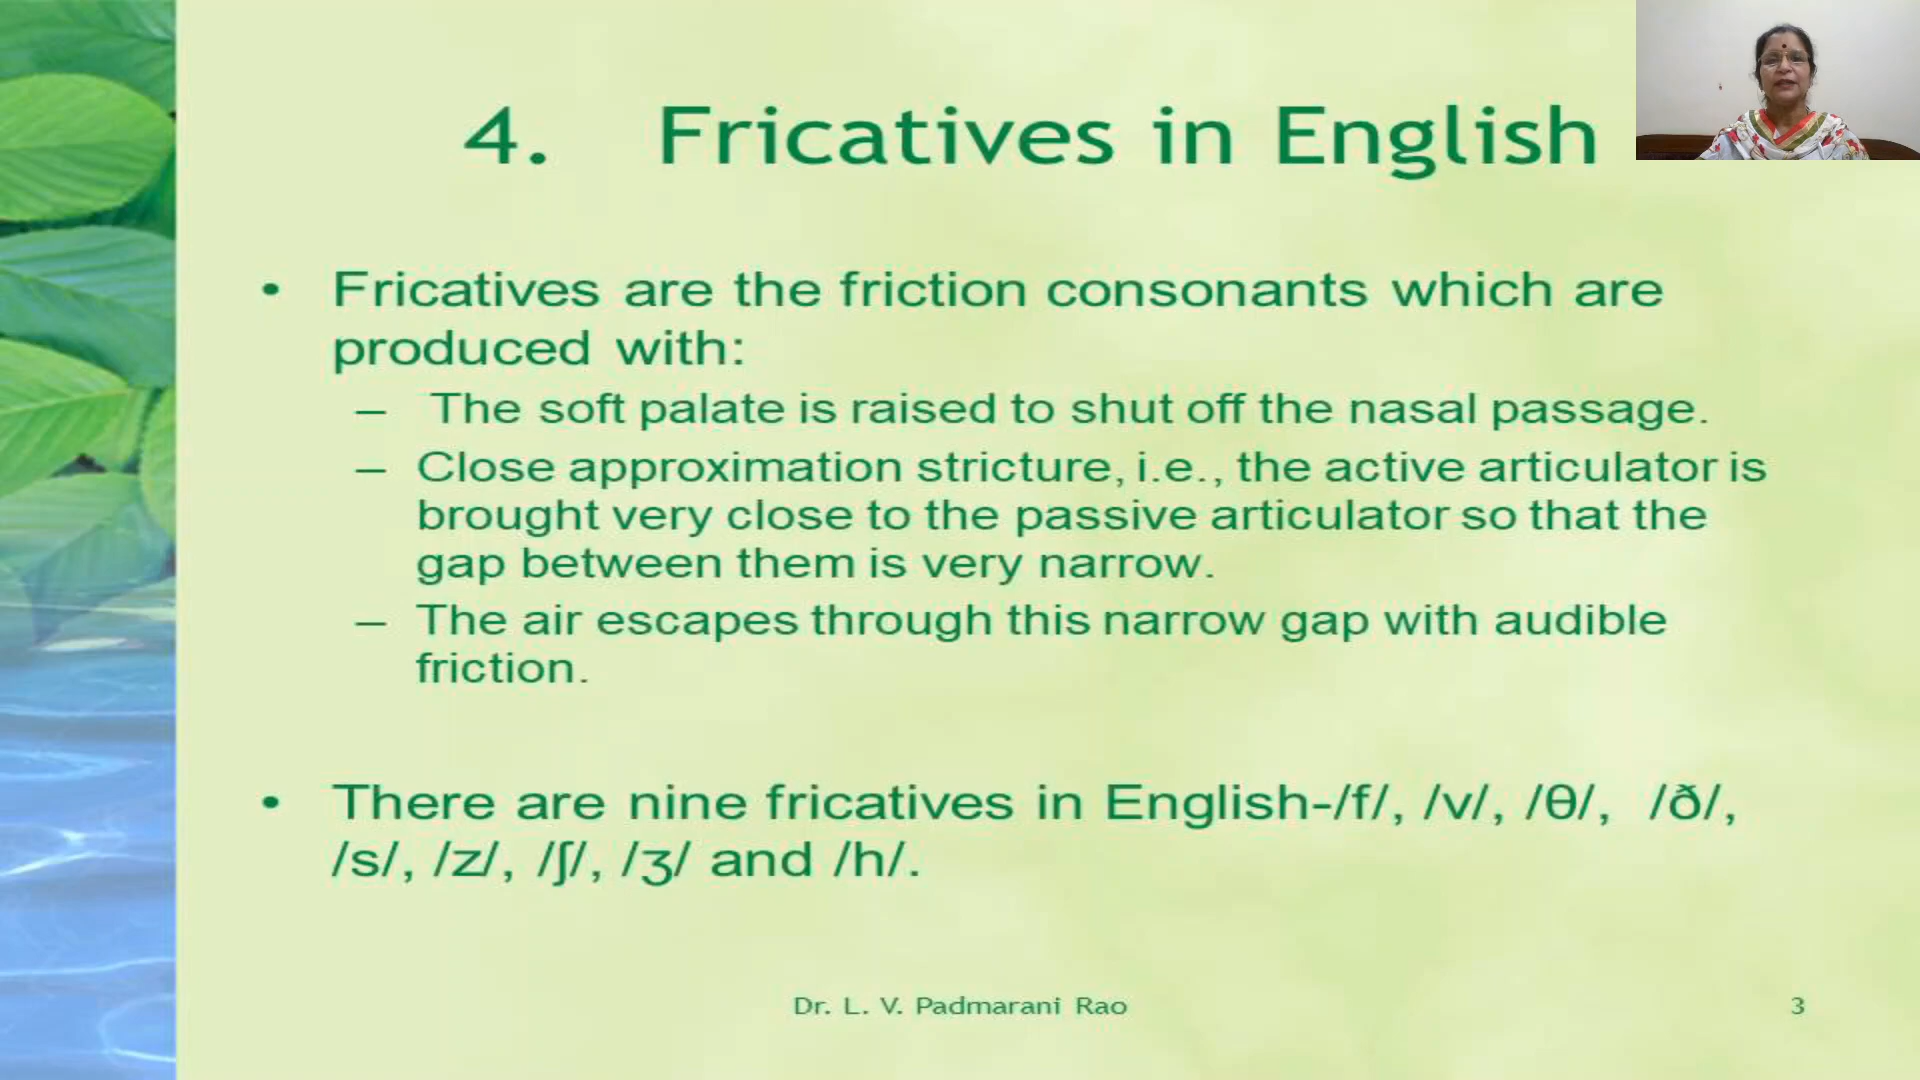 4. Fricatives in English
• Fricatives are the friction consonants which are
produced with:
– The soft palate is raised to shut off the nasal passage.
– Close approximation stricture, i.e., the active articulator is
brought very close to the passive articulator so that the
gap between them is very narrow.
– The air escapes through this narrow gap with audible
friction.
• There are nine fricatives in English-/f/, /v/, /θ/, /ð/,
/s/, /z/, /ʃ/, /ʒ/ and /h/.
Dr. L. V. Padmarani Rao
3